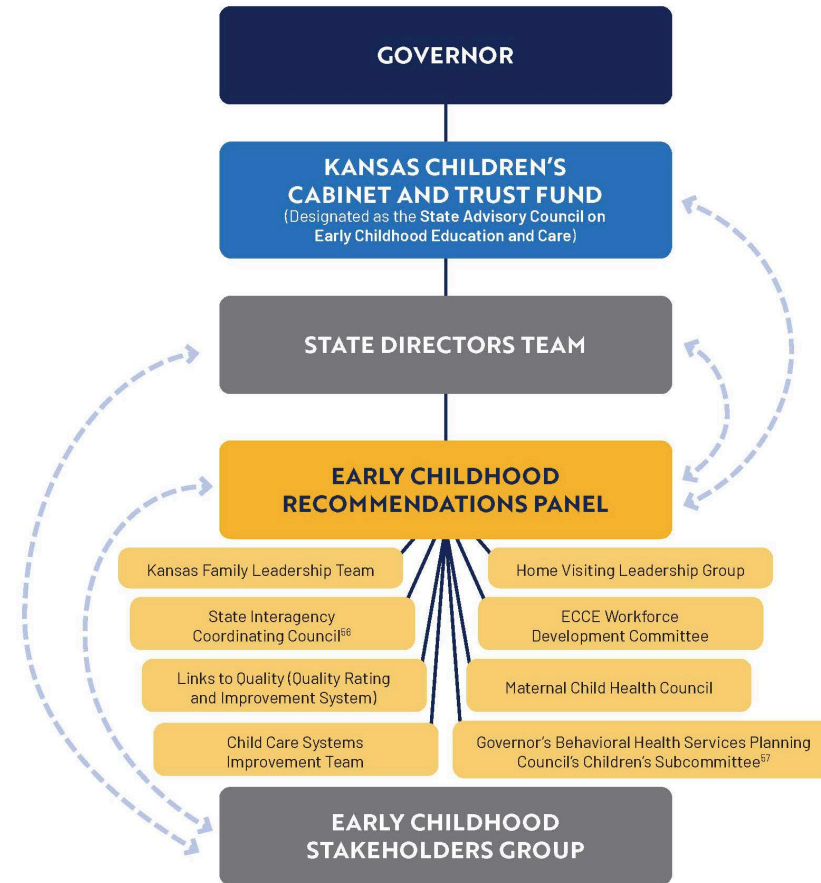 GOVERNOR
KANSAS CHILDREN'S
CABINET AND TRUST FUND
(Designated as the State Advisory Council on
Early Childhood Education and Care)
STATE DIRECTORS TEAM
EARLY CHILDHOOD
RECOMMENDATIONS PANEL
Kansas Family Leadership Team
Home Visiting Leadership Group
State Interagency
Coordinating Council⁵⁶
ECCE Workforce
Development Committee
Links to Quality (Quality Rating
and Improvement System)
Maternal Child Health Council
Child Care Systems
Improvement Team
Governor's Behavioral Health Services Planning
Council's Children's Subcommittee⁵⁷
EARLY CHILDHOOD
STAKEHOLDERS GROUP